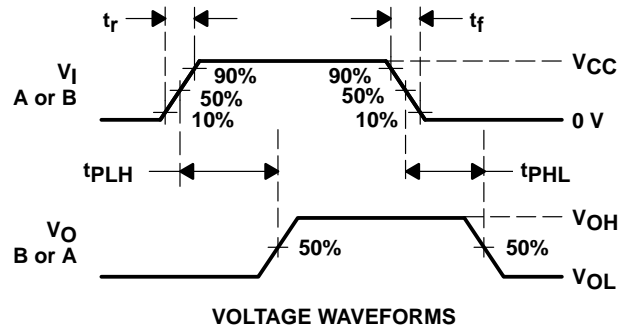 tr
tf
VI
A or B
90%
50%
10%
90%
50%
10%
VCC
0 V
tPLH
tPHL
VO
B or A
50%
50%
VOH
VOL
VOLTAGE WAVEFORMS